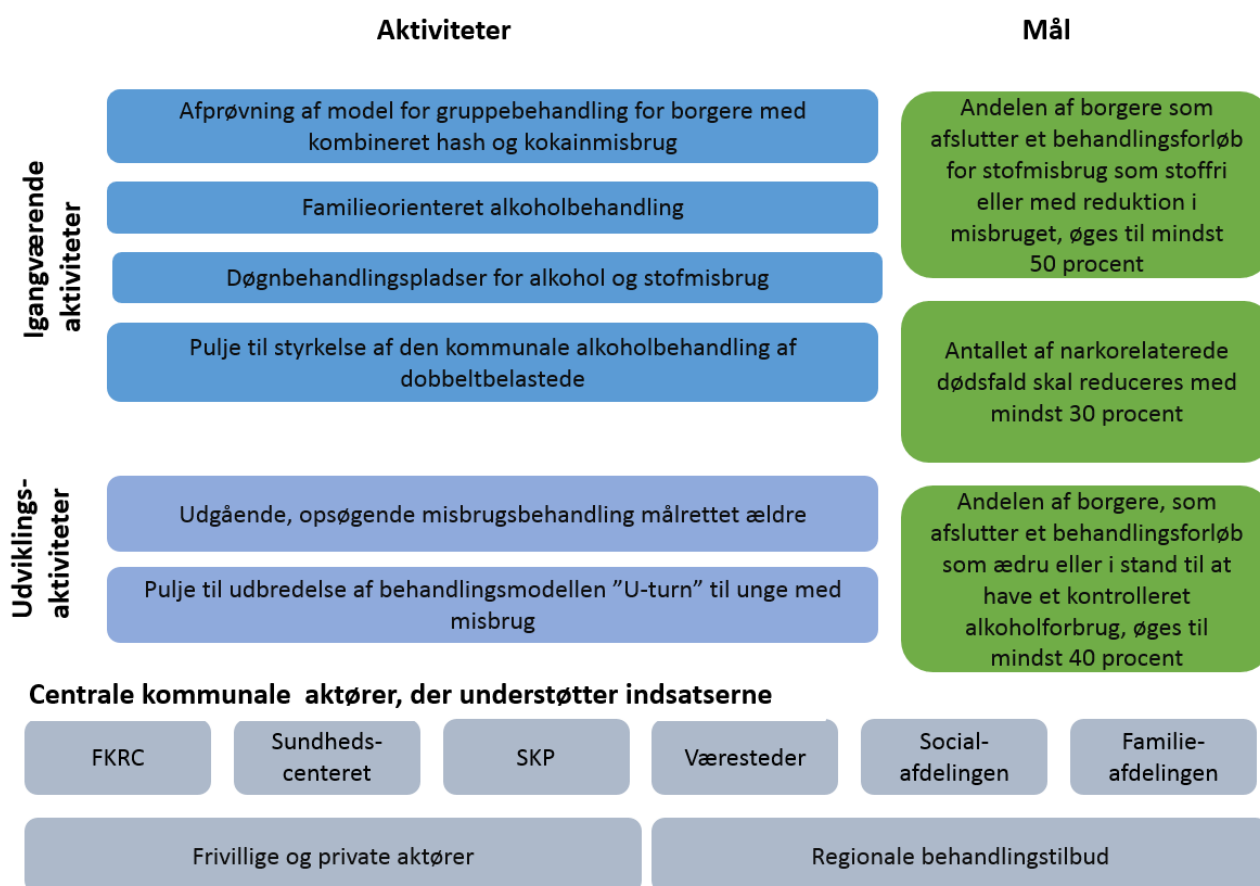 Aktiviteter
Mål
Igangværende
aktiviteter
Afprøvning af model for gruppebehandling for borgere med
kombineret hash og kokainmisbrug
Familieorienteret alkoholbehandling
Døgnbehandlingspladser for alkohol og stofmisbrug
Pulje til styrkelse af den kommunale alkoholbehandling af
dobbeltbelastede
Andelen af borgere som
afslutter et behandlingsforløb
for stofmisbrug som stoffri
eller med reduktion i
misbruget, øges til mindst
50 procent
Antallet af narkorelaterede
dødsfald skal reduceres med
mindst 30 procent
Udviklings-
aktiviteter
Udgående, opsøgende misbrugsbehandling målrettet ældre
Pulje til udbredelse af behandlingsmodellen ”U-turn” til unge med
misbrug
Andelen af borgere, som
afslutter et behandlingsforløb
som ædru eller i stand til at
have et kontrolleret
alkoholforbrug, øges til
mindst 40 procent
Centrale kommunale aktører, der understøtter indsatserne
FKRC
Sundheds-
centeret
SKP
Væresteder
Social-
afdelingen
Familie-
afdelingen
Frivillige og private aktører
Regionale behandlingstilbud